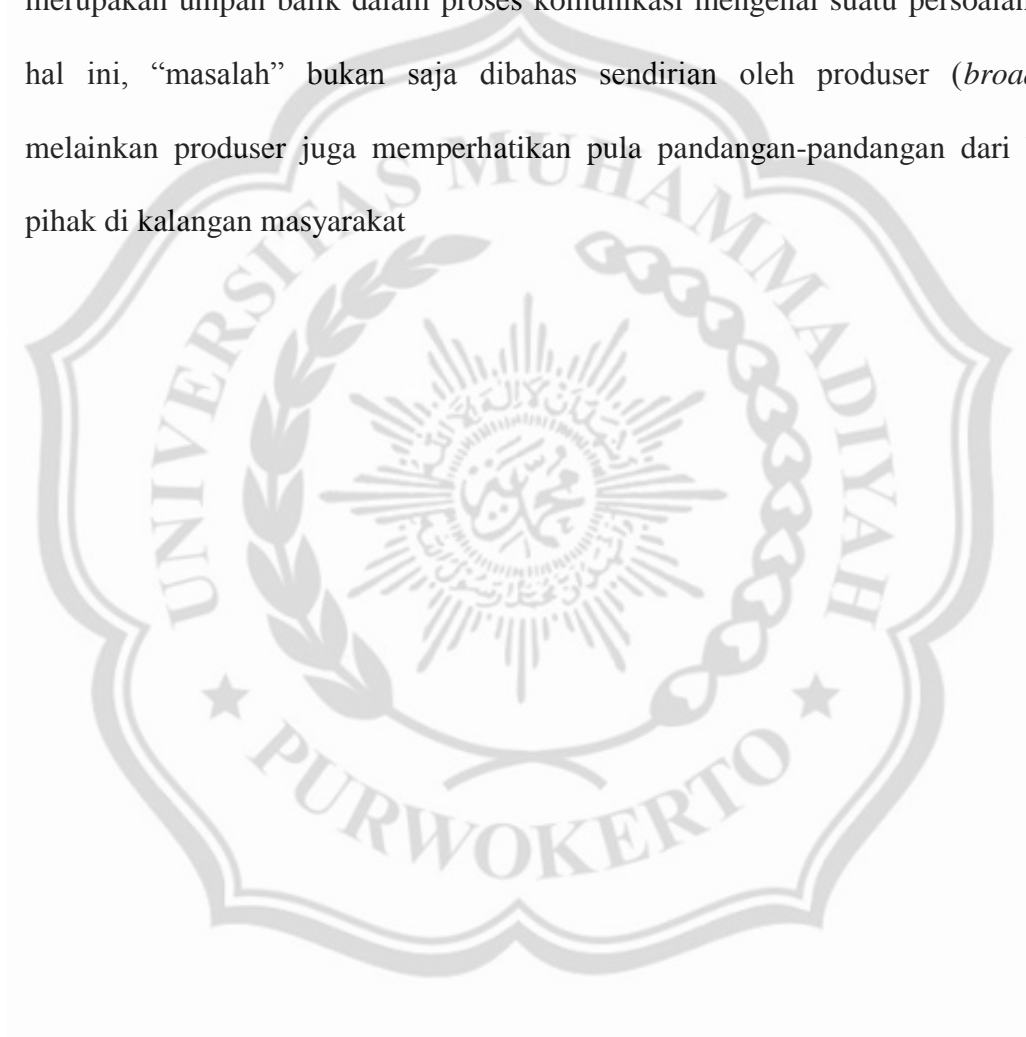 merupakan umpan balik dalam proses komunikasi mengenai suatu persoalan
hal ini, “masalah” bukan saja dibahas sendirian oleh produser (
melainkan produser juga memperhatikan pula pandangan-pandangan dari
pihak di kalangan masyarakat
UNIVERSITAS MUHAMMADIYAH
محمد
PURWOKERTO